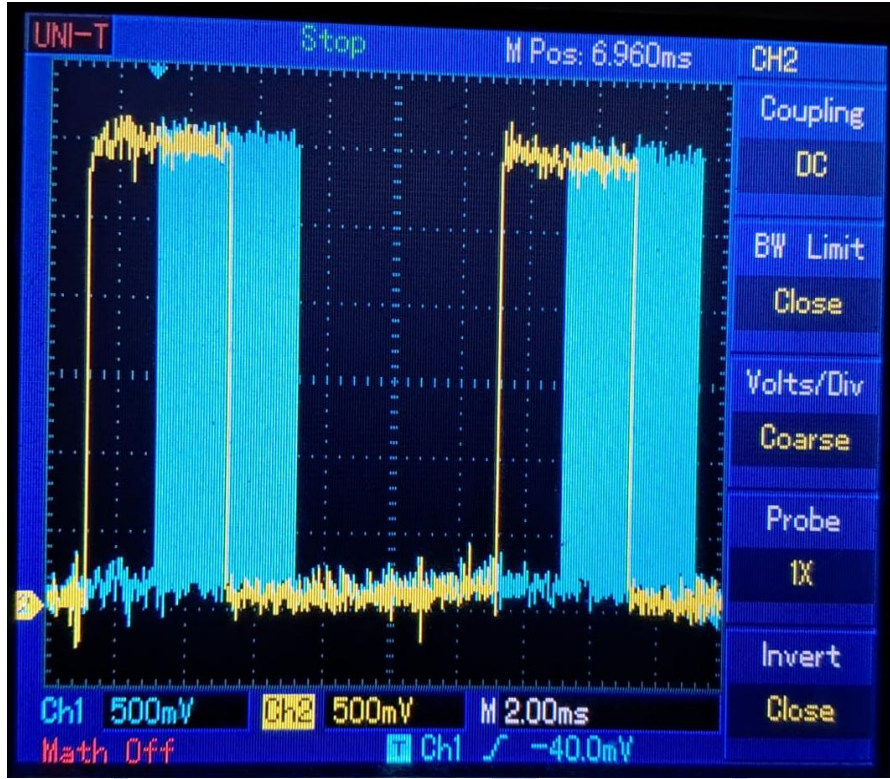 UNI-T Stop M Pos: 6.960ms CH2
Coupling
DC
BW Limit
Close
Volts/Div
Coarse
Probe
1X
Invert
Close
2
Ch1 500mV Ch2 500mV M 2.00ms
Math Off T Ch1 -40.0mV